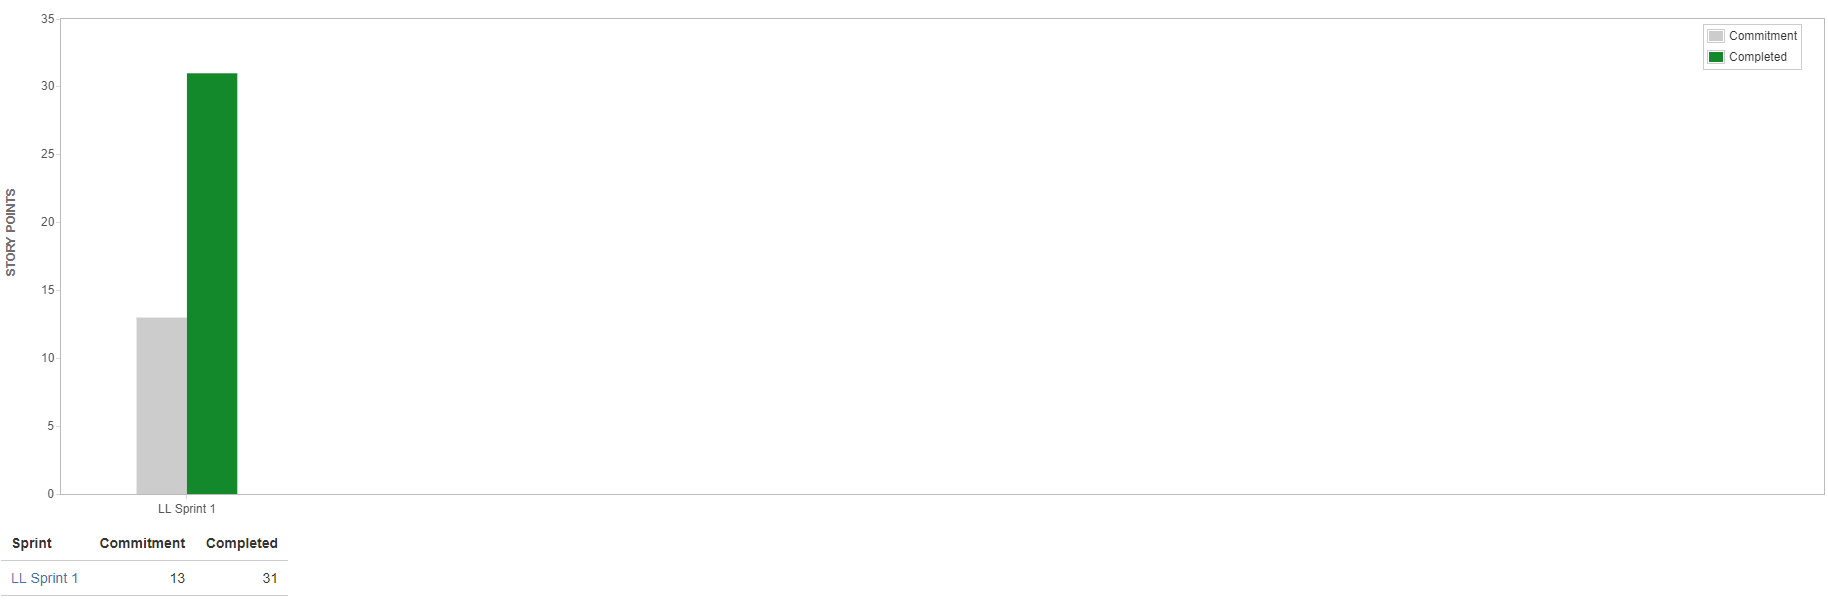 35
30
25
20
15
10
5
0
STORY POINTS
Commitment
Completed
LL Sprint 1
Sprint Commitment Completed
LL Sprint 1 13 31